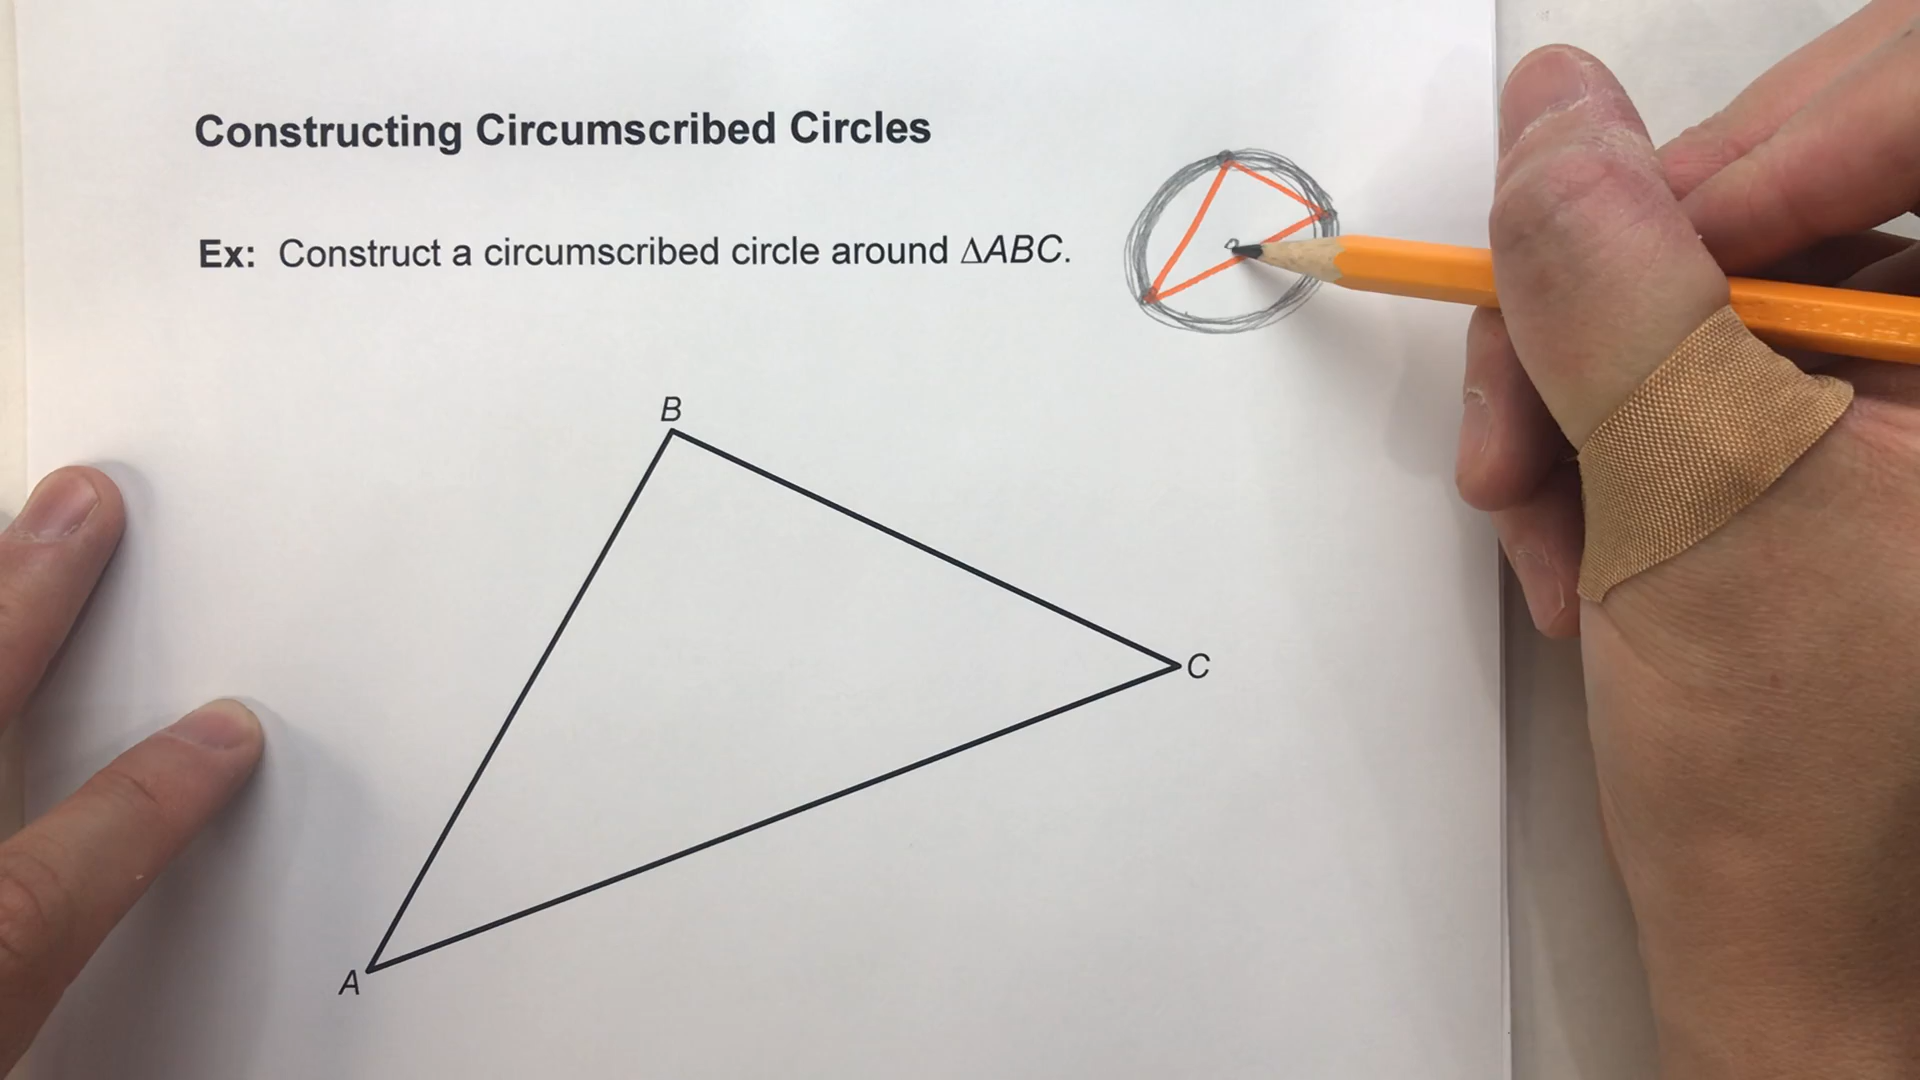 Constructing Circumscribed Circles
Ex: Construct a circumscribed circle around ΔABC.
B
C
A